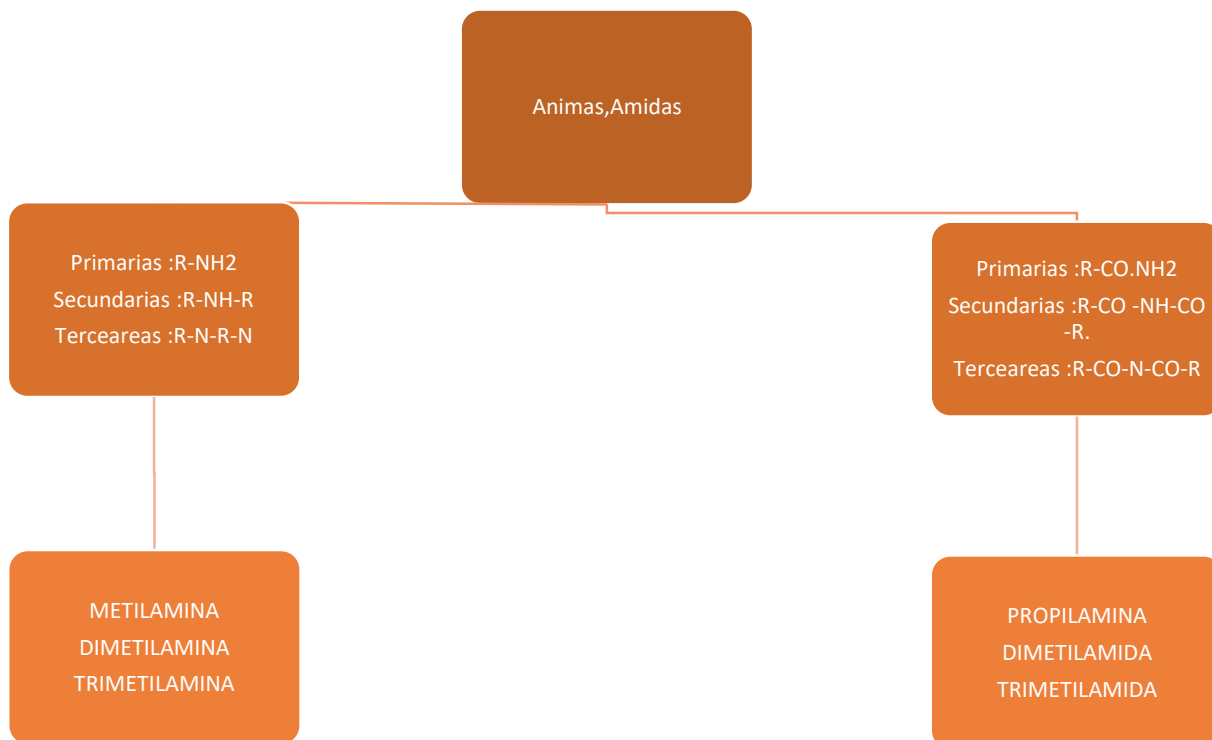 Animas,Amidas
Primarias :R-NH2
Secundarias :R-NH-R
Terceareas :R-N-R-N
Primarias :R-CO.NH2
Secundarias :R-CO -NH-CO
-R.
Terceareas :R-CO-N-CO-R
METILAMINA
DIMETILAMINA
TRIMETILAMINA
PROPILAMINA
DIMETILAMIDA
TRIMETILAMIDA